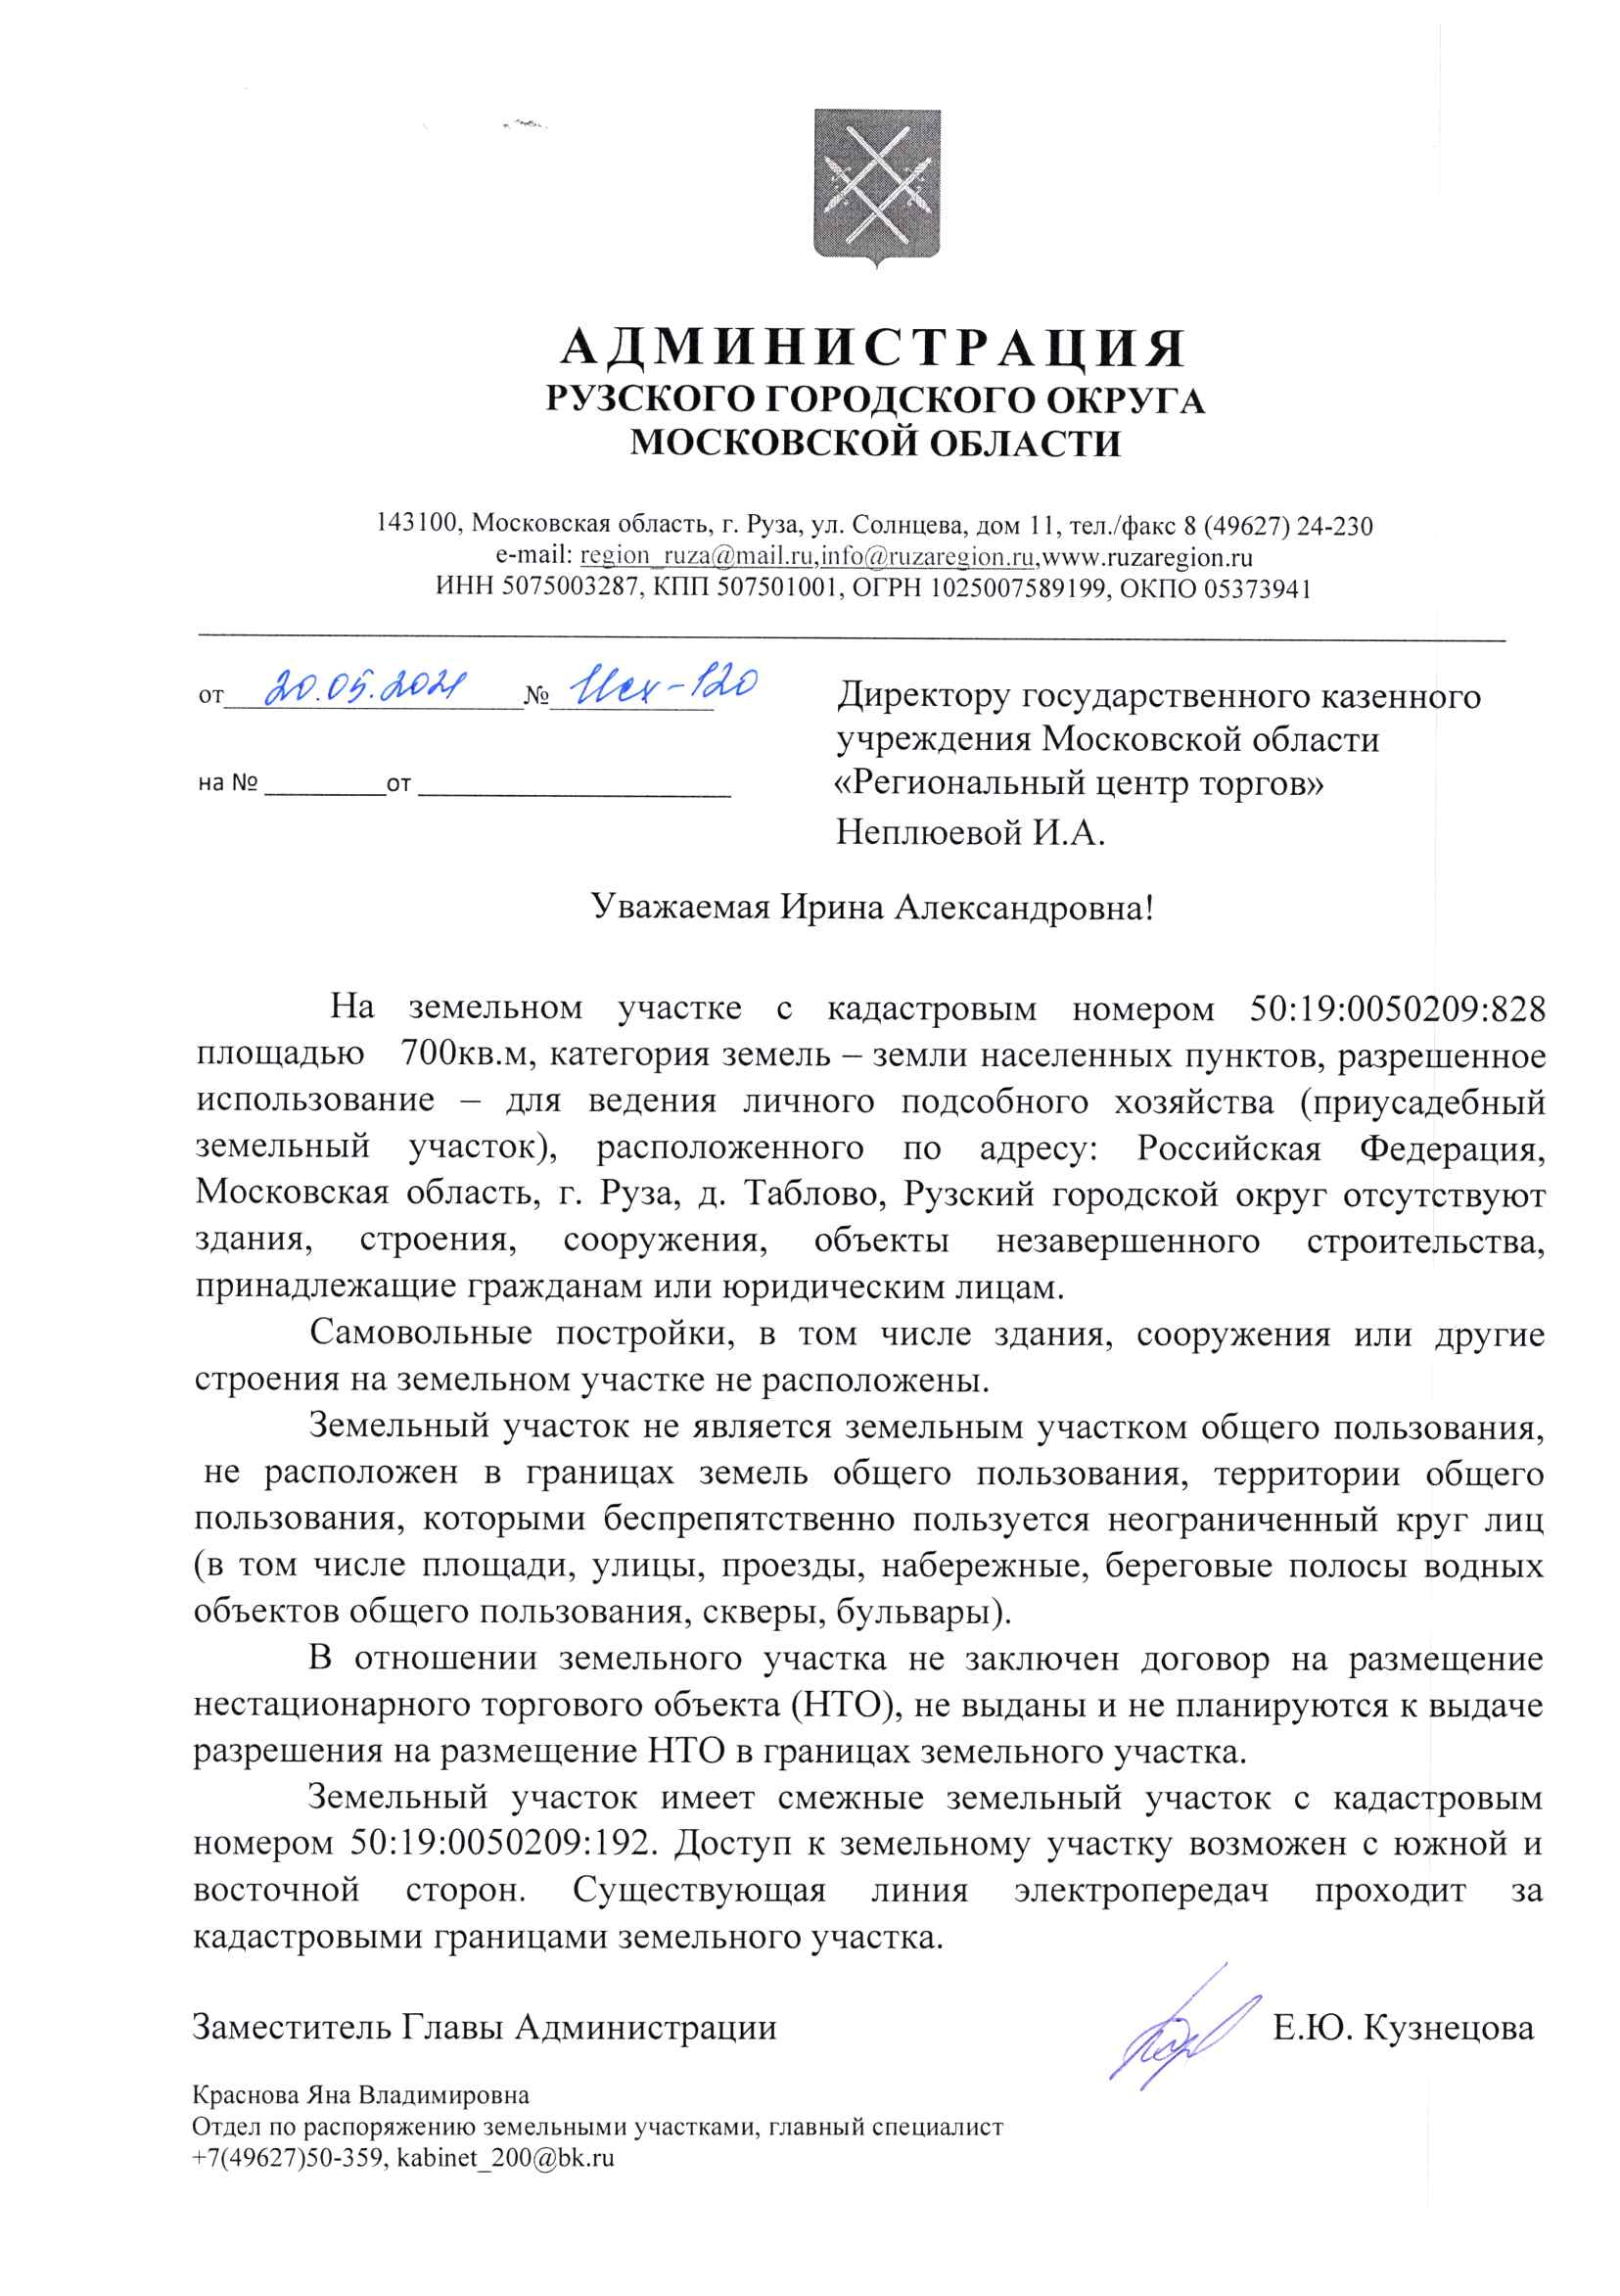 АДМИНИСТРАЦИЯ
РУЗСКОГО ГОРОДСКОГО ОКРУГА
МОСКОВСКОЙ ОБЛАСТИ
143100, Московская область, г. Руза, ул. Солнцева, дом 11, тел./факс 8 (49627) 24-230
e-mail: region_ruza@mail.ru,info@ruzaregion.ru,www.ruzaregion.ru
ИНН 5075003287, КПП 507501001, ОГРН 1025007589199, ОКПО 05373941
от 20.05.2021 № Исх-120
на № ________от ________
Директору государственного казенного
учреждения Московской области
«Региональный центр торгов»
Неплюевой И.А.
Уважаемая Ирина Александровна!
На земельном участке с кадастровым номером 50:19:0050209:828
площадью 700кв.м, категория земель – земли населенных пунктов, разрешенное
использование – для ведения личного подсобного хозяйства (приусадебный
земельный участок), расположенного по адресу: Российская Федерация,
Московская область, г. Руза, д. Таблово, Рузский городской округ отсутствуют
здания, строения, сооружения, объекты незавершенного строительства,
принадлежащие гражданам или юридическим лицам.
Самовольные постройки, в том числе здания, сооружения или другие
строения на земельном участке не расположены.
Земельный участок не является земельным участком общего пользования,
не расположен в границах земель общего пользования, территории общего
пользования, которыми беспрепятственно пользуется неограниченный круг лиц
(в том числе площади, улицы, проезды, набережные, береговые полосы водных
объектов общего пользования, скверы, бульвары).
В отношении земельного участка не заключен договор на размещение
нестационарного торгового объекта (НТО), не выданы и не планируются к выдаче
разрешения на размещение НТО в границах земельного участка.
Земельный участок имеет смежные земельный участок с кадастровым
номером 50:19:0050209:192. Доступ к земельному участку возможен с южной и
восточной сторон. Существующая линия электропередач проходит за
кадастровыми границами земельного участка.
Заместитель Главы Администрации Е.Ю. Кузнецова
Краснова Яна Владимировна
Отдел по распоряжению земельными участками, главный специалист
+7(49627)50-359, kabinet_200@bk.ru